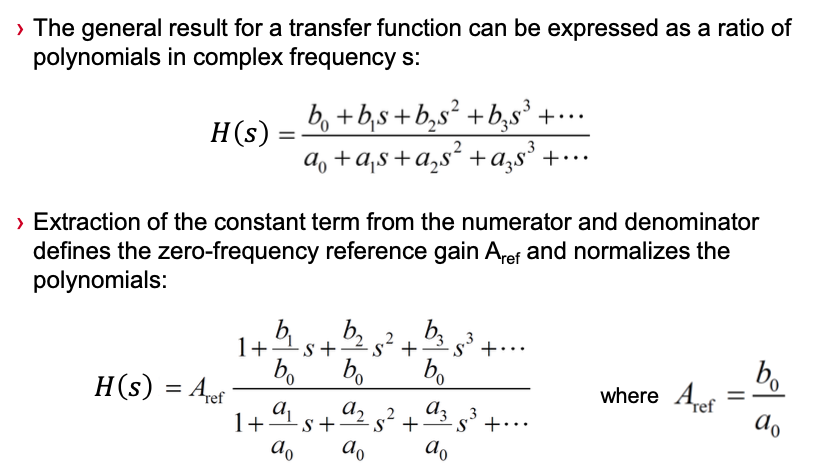 › The general result for a transfer function can be expressed as a ratio of
polynomials in complex frequency s:
H(s) = \frac{b_0 + b_1 s + b_2 s^2 + b_3 s^3 + \cdots}{a_0 + a_1 s + a_2 s^2 + a_3 s^3 + \cdots}
› Extraction of the constant term from the numerator and denominator
defines the zero-frequency reference gain A_{ref} and normalizes the
polynomials:
H(s) = A_{ref} \frac{1 + \frac{b_1}{b_0} s + \frac{b_2}{b_0} s^2 + \frac{b_3}{b_0} s^3 + \cdots}{1 + \frac{a_1}{a_0} s + \frac{a_2}{a_0} s^2 + \frac{a_3}{a_0} s^3 + \cdots} where A_{ref} = \frac{b_0}{a_0}